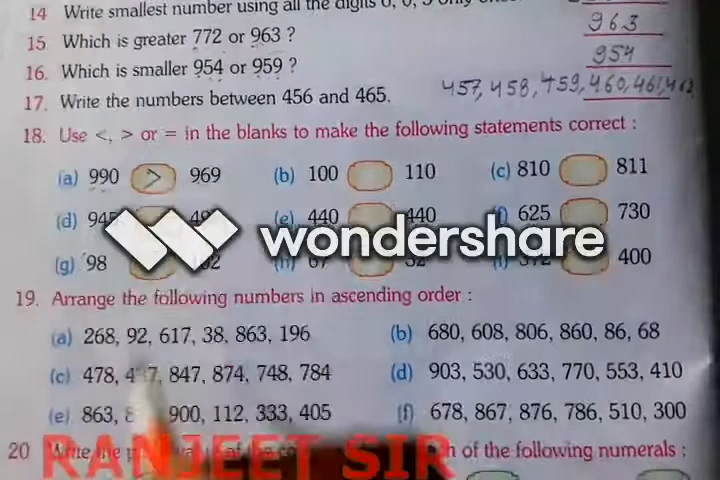 14 Write smallest number using all the digits
963
15 Which is greater 772 or 963 ?
954
16. Which is smaller 954 or 959 ?
457, 458, 459, 460, 461, 462
17. Write the numbers between 456 and 465.
18. Use <, > or = in the blanks to make the following statements correct :
(a) 990 > 969 (b) 100 110 (c) 810 811
(d) (e) 440 440 625 730
wondershare
(g) 98 400
19. Arrange the following numbers in ascending order :
(a) 268, 92, 617, 38, 863, 196 (b) 680, 608, 806, 860, 86, 68
(c) 478, 847, 874, 748, 784 (d) 903, 530, 633, 770, 553, 410
(e) 863, 900, 112, 333, 405 (f) 678, 867, 876, 786, 510, 300
20 Write the of the following numerals :
RANJEET SIR